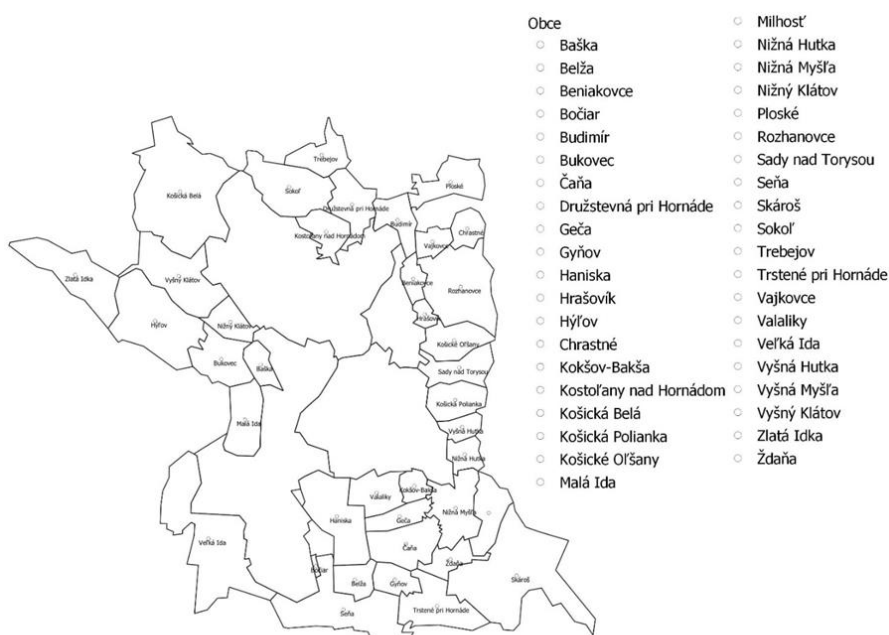 Obce
Baška
Belža
Beniakovce
Bočiar
Budimír
Bukovec
Čaňa
Družstevná pri Hornáde
Geča
Gyňov
Haniska
Hrašovík
Hýľov
Chrastné
Kokšov-Bakša
Kostoľany nad Hornádom
Košická Belá
Košická Polianka
Košické Oľšany
Malá Ida
Milhosť
Nižná Hutka
Nižná Myšľa
Nižný Klátov
Ploské
Rozhanovce
Sady nad Torysou
Seňa
Skároš
Sokoľ
Trebejov
Trstené pri Hornáde
Vajkovce
Valaliky
Veľká Ida
Vyšná Hutka
Vyšná Myšľa
Vyšný Klátov
Zlatá Idka
Ždaňa
Trebejov
Košická Belá
Sokoľ
Ploské
Družstevná pri Hornáde
Budimír
Kostoľany nad Hornádom
Chrastné
Vajkovce
Zlatá Idka
Vyšný Klátov
Beniakovce
Rozhanovce
Hýľov
Nižný Klátov
Hrašovík
Košické Oľšany
Bukovec
Baška
Sady nad Torysou
Košická Polianka
Malá Ida
Vyšná Hutka
Nižná Hutka
Valaliky
Kokšov-Bakša
Haniska
Geča
Nižná Myšľa
Veľká Ida
Čaňa
Ždaňa
Bočiar
Belža
Gyňov
Skároš
Seňa
Trstené pri Hornáde